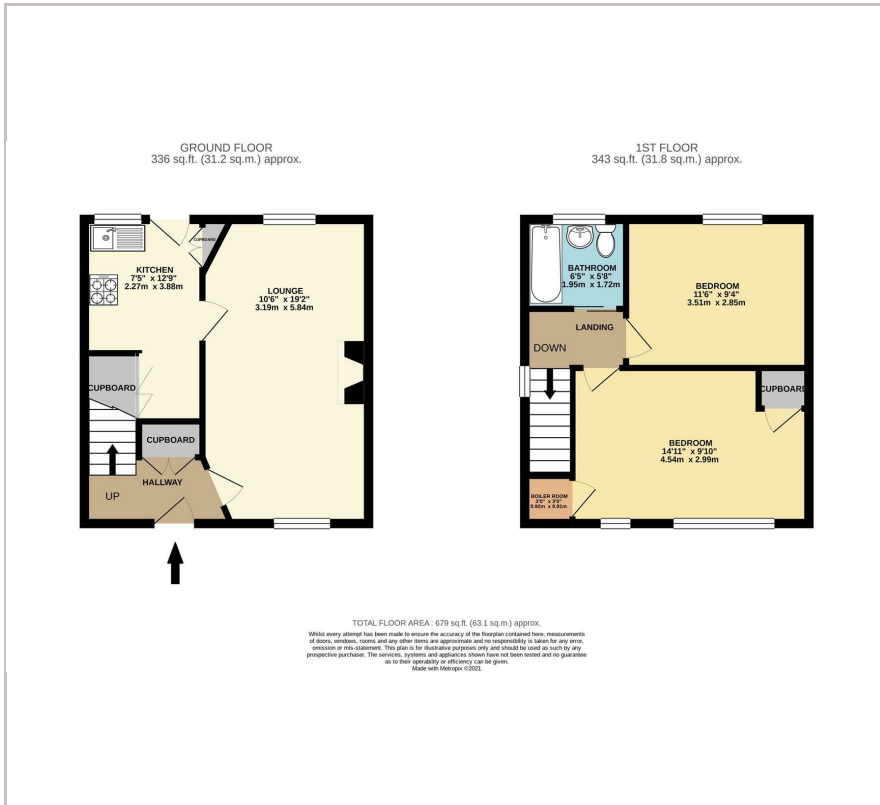 GROUND FLOOR
336 sq.ft. (31.2 sq.m.) approx.
CUPBOARD
KITCHEN
7'5" x 12'9"
2.27m x 3.88m
LOUNGE
10'6" x 19'2"
3.19m x 5.84m
CUPBOARD
CUPBOARD
HALLWAY
UP
1ST FLOOR
343 sq.ft. (31.8 sq.m.) approx.
BATHROOM
6'5" x 5'8"
1.95m x 1.72m
BEDROOM
11'6" x 9'4"
3.51m x 2.85m
LANDING
DOWN
CUPBOARD
BEDROOM
14'11" x 9'10"
4.54m x 2.99m
BOILER ROOM
3'0" x 3'0"
0.92m x 0.91m
TOTAL FLOOR AREA : 679 sq.ft. (63.1 sq.m.) approx.
Whilst every attempt has been made to ensure the accuracy of the floorplan contained here, measurements
of doors, windows, rooms and any other items are approximate and no responsibility is taken for any error,
omission or mis-statement. This plan is for illustrative purposes only and should be used as such by any
prospective purchaser. The services, systems and appliances shown have not been tested and no guarantee
as to their operability or efficiency can be given.
Made with Metropix ©2021